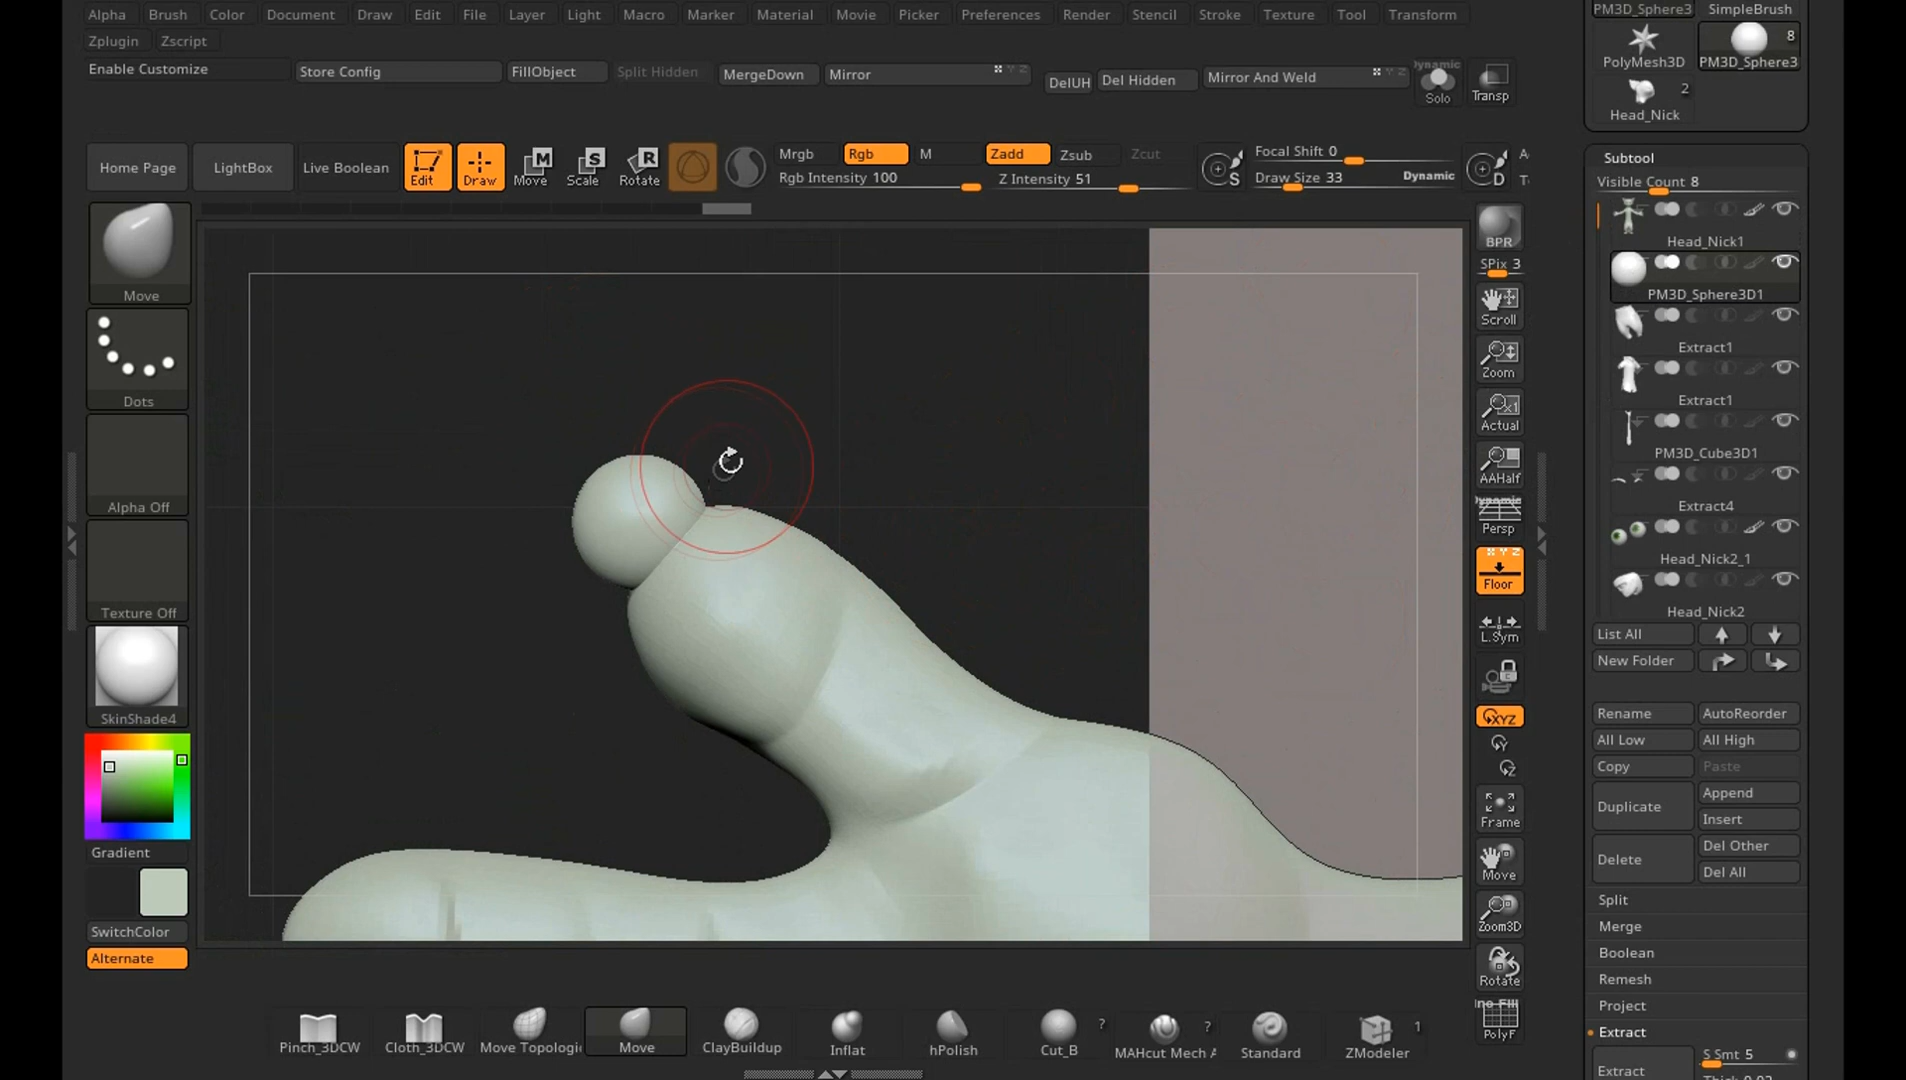 Alpha Brush Color Document Draw Edit File Layer Light Macro Marker Material Movie Picker Preferences Render Stencil Stroke Texture Tool Transform
Zplugin Zscript
Enable Customize
Store Config
FillObject
Split Hidden
MergeDown
Mirror
DelUH
Del Hidden
Mirror And Weld
Dynamic
Solo
Transp
Home Page
LightBox
Live Boolean
Edit
Draw
Move
Scale
Rotate
Mrgb
Rgb
M
Rgb Intensity 100
Zadd
Zsub
Zcut
Z Intensity 51
Focal Shift 0
Draw Size 33
Dynamic
Move
Dots
Alpha Off
Texture Off
SkinShade4
Gradient
SwitchColor
Alternate
BPR
SPix 3
Scroll
Zoom
Actual
AAHalf
Dynamic
Persp
Floor
L.Sym
XYZ
Y
Z
Frame
Move
Zoom3D
Rotate
PolyF
PM3D_Sphere3
SimpleBrush
PolyMesh3D
8
PM3D_Sphere3
2
Head_Nick
Subtool
Visible Count 8
Head_Nick1
PM3D_Sphere3D1
Extract1
Extract1
PM3D_Cube3D1
Extract4
Head_Nick2_1
Head_Nick2
List All
New Folder
Rename
AutoReorder
All Low
All High
Copy
Paste
Duplicate
Append
Insert
Delete
Del Other
Del All
Split
Merge
Boolean
Remesh
Project
Extract
Extract
S Smt 5
Pinch_3DCW
Cloth_3DCW
Move Topologi
Move
ClayBuildup
Inflat
hPolish
Cut_B
?
MAHcut Mech A
?
Standard
ZModeler
1